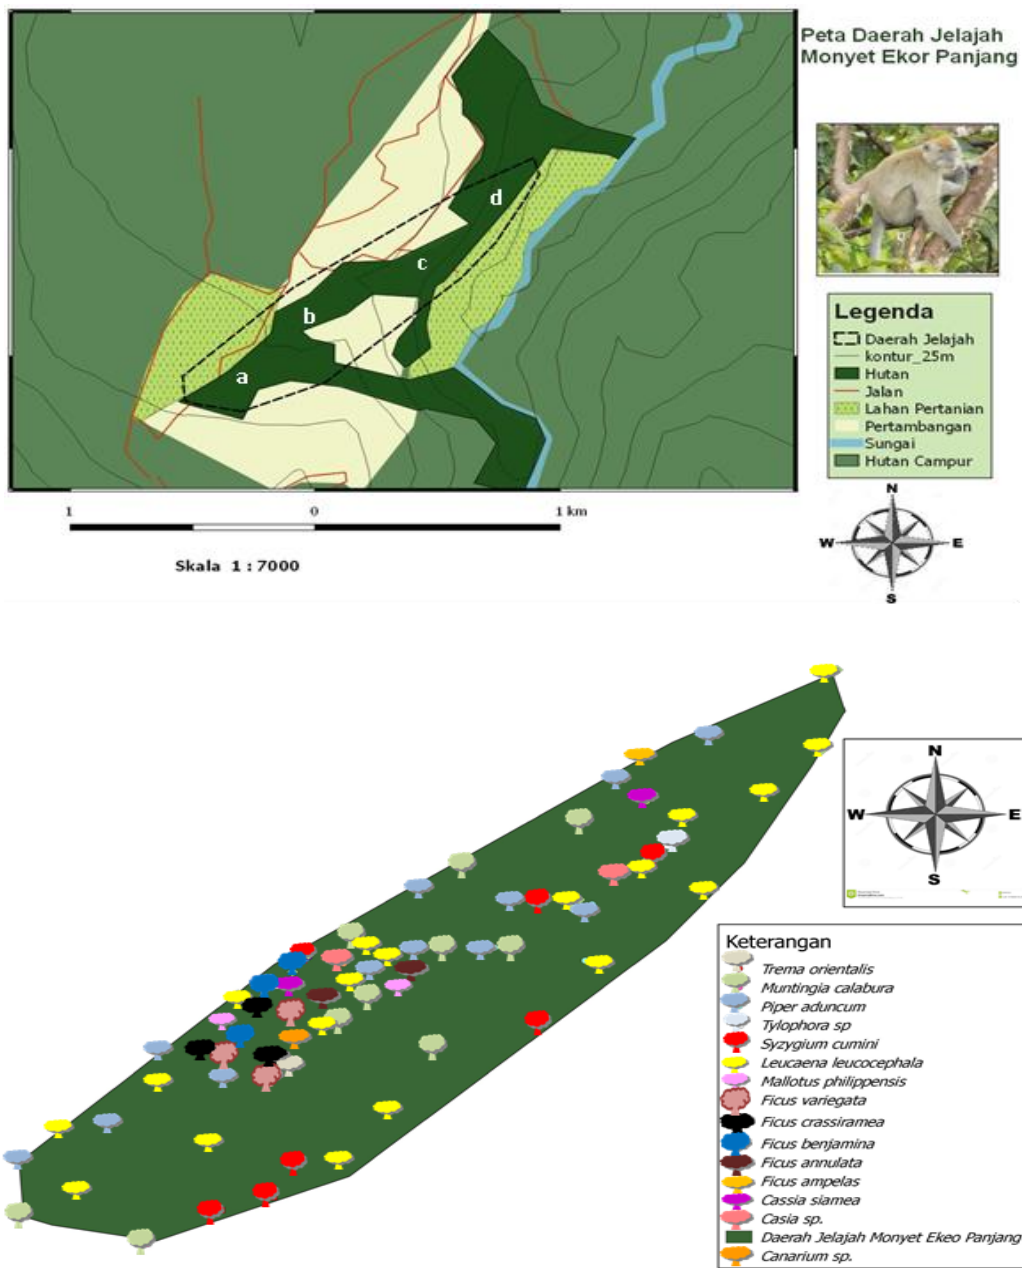 Peta Daerah Jelajah
Monyet Ekor Panjang
a
b
c
d
Legenda
Daerah Jelajah
kontur_25m
Hutan
Jalan
Lahan Pertanian
Pertambangan
Sungai
Hutan Campur
1
0
1 km
Skala 1 : 7000
N
W
E
S
N
W
E
S
Keterangan
Trema orientalis
Muntingia calabura
Piper aduncum
Tylophora sp
Syzygium cumini
Leucaena leucocephala
Mallotus philippensis
Ficus variegata
Ficus crassiramea
Ficus benjamina
Ficus annulata
Ficus ampelas
Cassia siamea
Casia sp.
Daerah Jelajah Monyet Ekeo Panjang
Canarium sp.